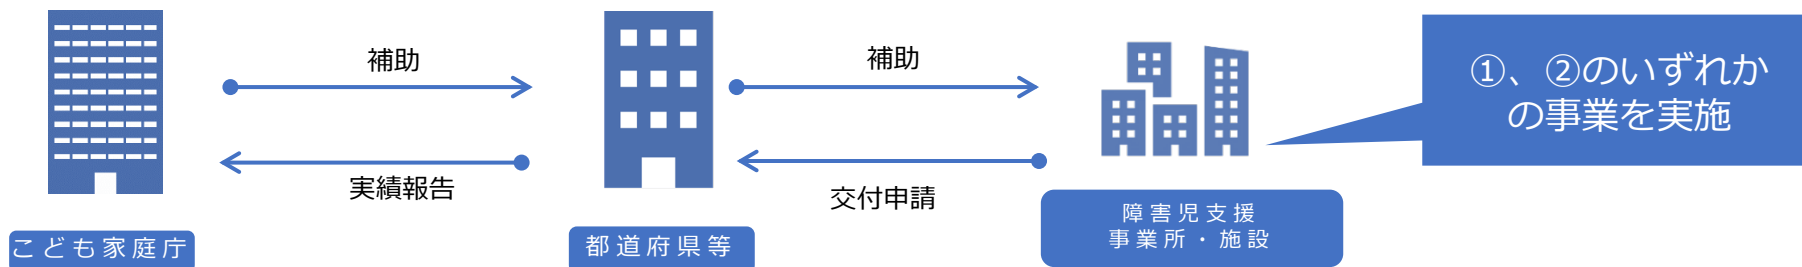 補助
実績報告
補助
交付申請
①、②のいずれか
の事業を実施
こども家庭庁
都道府県等
障害児支援
事業所・施設